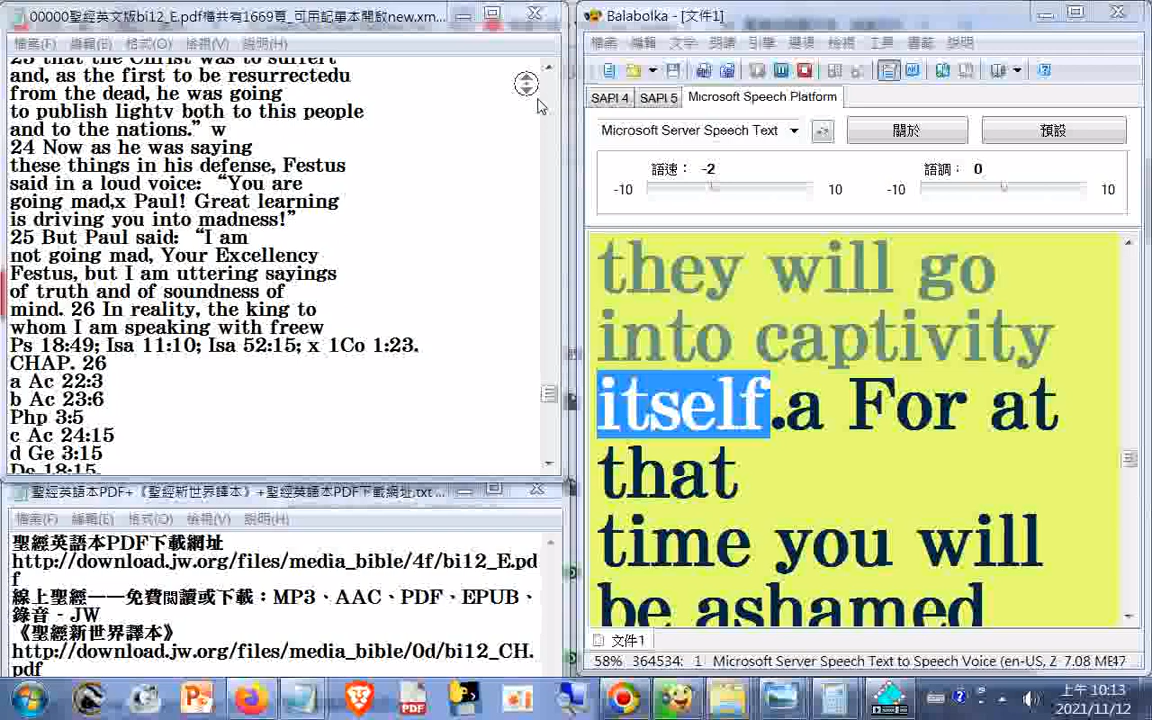 00000聖經英文版bi12_E.pdf檔共有1669頁_可用記事本開啟new.xm...
檔案(F) 編輯(E) 格式(O) 檢視(V) 說明(H)
23 that the Christ was to suffert
and, as the first to be resurrectedu
from the dead, he was going
to publish lightv both to this people
and to the nations.” w
24 Now as he was saying
these things in his defense, Festus
said in a loud voice: “You are
going mad,x Paul! Great learning
is driving you into madness!”
25 But Paul said: “I am
not going mad, Your Excellency
Festus, but I am uttering sayings
of truth and of soundness of
mind. 26 In reality, the king to
whom I am speaking with freew
Ps 18:49; Isa 11:10; Isa 52:15; x 1Co 1:23.
CHAP. 26
a Ac 22:3
b Ac 23:6
Php 3:5
c Ac 24:15
d Ge 3:15
Ds 18:15
聖經英語本PDF+《聖經新世界譯本》+聖經英語本PDF下載網址.txt ...
檔案(F) 編輯(E) 格式(O) 檢視(V) 說明(H)
聖經英語本PDF下載網址
http://download.jw.org/files/media_bible/4f/bi12_E.pd
f
線上聖經——免費閱讀或下載：MP3、AAC、PDF、EPUB、
錄音 - JW
《聖經新世界譯本》
http://download.jw.org/files/media_bible/0d/bi12_CH.
pdf
Balabolka - [文件1]
檔案 編輯 文字 朗讀 引擎 選項 檢視 工具 書籤 說明
SAPI 4 SAPI 5 Microsoft Speech Platform
Microsoft Server Speech Text 關於 預設
語速： -2 語調： 0
-10 10 -10 10
they will go
into captivity
itself.a For at
that
time you will
be ashamed
文件1
58% 364534: 1 Microsoft Server Speech Text to Speech Voice (en-US, Z 7.08 ME47
上午 10:13
2021/11/12